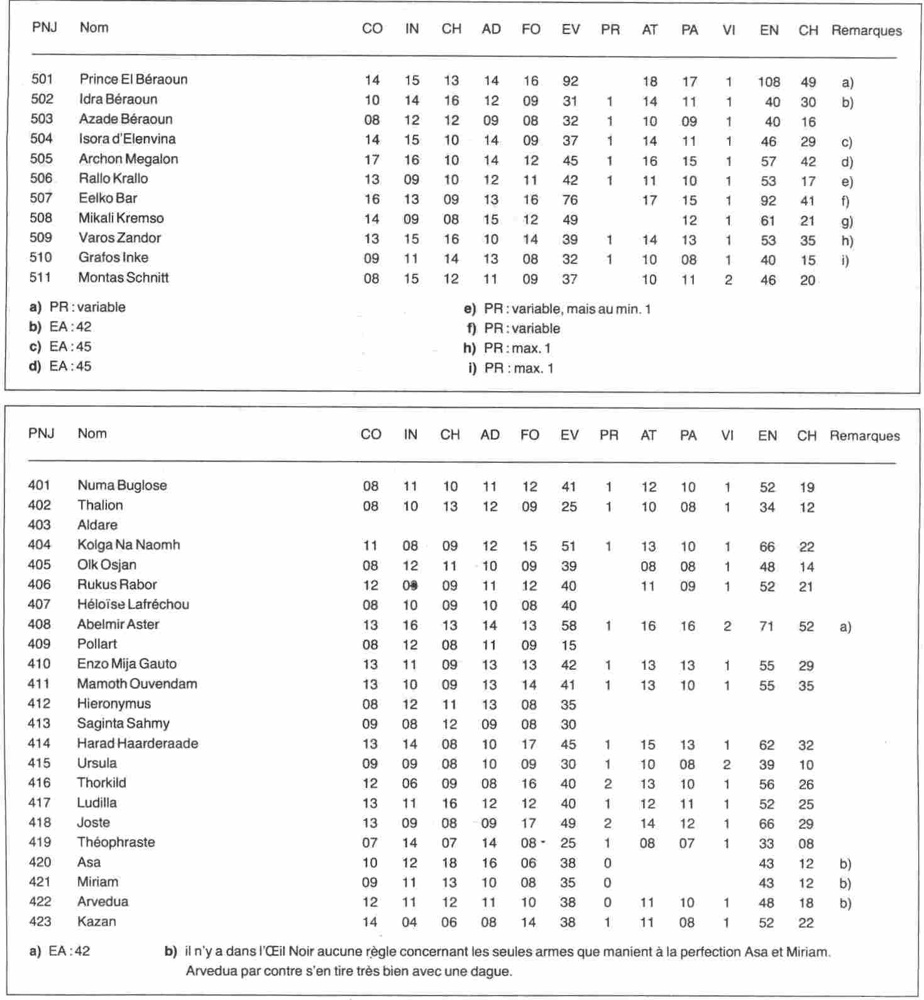 PNJ Nom CO IN CH AD FO EV PR AT PA VI EN CH Remarques
501 Prince El Béraoun 14 15 13 14 16 92 18 17 1 108 49 a)
502 Idra Béraoun 10 14 16 12 09 31 1 14 11 1 40 30 b)
503 Azade Béraoun 08 12 12 09 08 32 1 10 09 1 40 16
504 Isora d'Elenvina 14 15 10 14 09 37 1 14 11 1 46 29 c)
505 Archon Megalon 17 16 10 14 12 45 1 16 15 1 57 42 d)
506 Rallo Krallo 13 09 10 12 11 42 1 11 10 1 53 17 e)
507 Eelko Bar 16 13 09 13 16 76 17 15 1 92 41 f)
508 Mikali Kremso 14 09 08 15 12 49 12 1 61 21 g)
509 Varos Zandor 13 15 16 10 14 39 1 14 13 1 53 35 h)
510 Grafos Inke 09 11 14 13 08 32 1 10 08 1 40 15 i)
511 Montas Schnitt 08 15 12 11 09 37 10 11 2 46 20
a) PR : variable e) PR : variable, mais au min. 1
b) EA : 42 f) PR : variable
c) EA : 45 h) PR : max. 1
d) EA : 45 i) PR : max. 1
PNJ Nom CO IN CH AD FO EV PR AT PA VI EN CH Remarques
401 Numa Buglose 08 11 10 11 12 41 1 12 10 1 52 19
402 Thalion 08 10 13 12 09 25 1 10 08 1 34 12
403 Aldare
404 Kolga Na Naomh 11 08 09 12 15 51 1 13 10 1 66 22
405 Olk Osjan 08 12 11 10 09 39 08 08 1 48 14
406 Rukus Rabor 12 09 11 12 40 11 09 1 52 21
407 Héloïse Lafréchou 08 10 09 10 08 40
408 Abelmir Aster 13 16 13 14 13 58 1 16 16 2 71 52 a)
409 Pollart 08 12 08 11 09 15
410 Enzo Mija Gauto 13 11 09 13 13 42 1 13 13 1 55 29
411 Mamoth Ouvendam 13 10 09 13 14 41 1 13 10 1 55 35
412 Hieronymus 08 12 11 13 08 35
413 Saginta Sahmy 09 08 12 09 08 30
414 Harad Haarderaade 13 14 08 10 17 45 1 15 13 1 62 32
415 Ursula 09 09 08 10 09 30 1 10 08 2 39 10
416 Thorkild 12 06 09 08 16 40 2 13 10 1 56 26
417 Ludilla 13 11 16 12 12 40 1 12 11 1 52 25
418 Joste 13 09 08 09 17 49 2 14 12 1 66 29
419 Théophraste 07 14 07 14 08 25 1 08 07 1 33 08
420 Asa 10 12 18 16 06 38 0 43 12 b)
421 Miriam 09 11 13 10 08 35 0 43 12 b)
422 Arvedua 12 11 12 11 10 38 0 11 10 1 48 18 b)
423 Kazan 14 04 06 08 14 38 1 11 08 1 52 22
a) EA : 42 b) il n'y a dans l'Œil Noir aucune règle concernant les seules armes que manient à la perfection Asa et Miriam.
Arvedua par contre s'en tire très bien avec une dague.